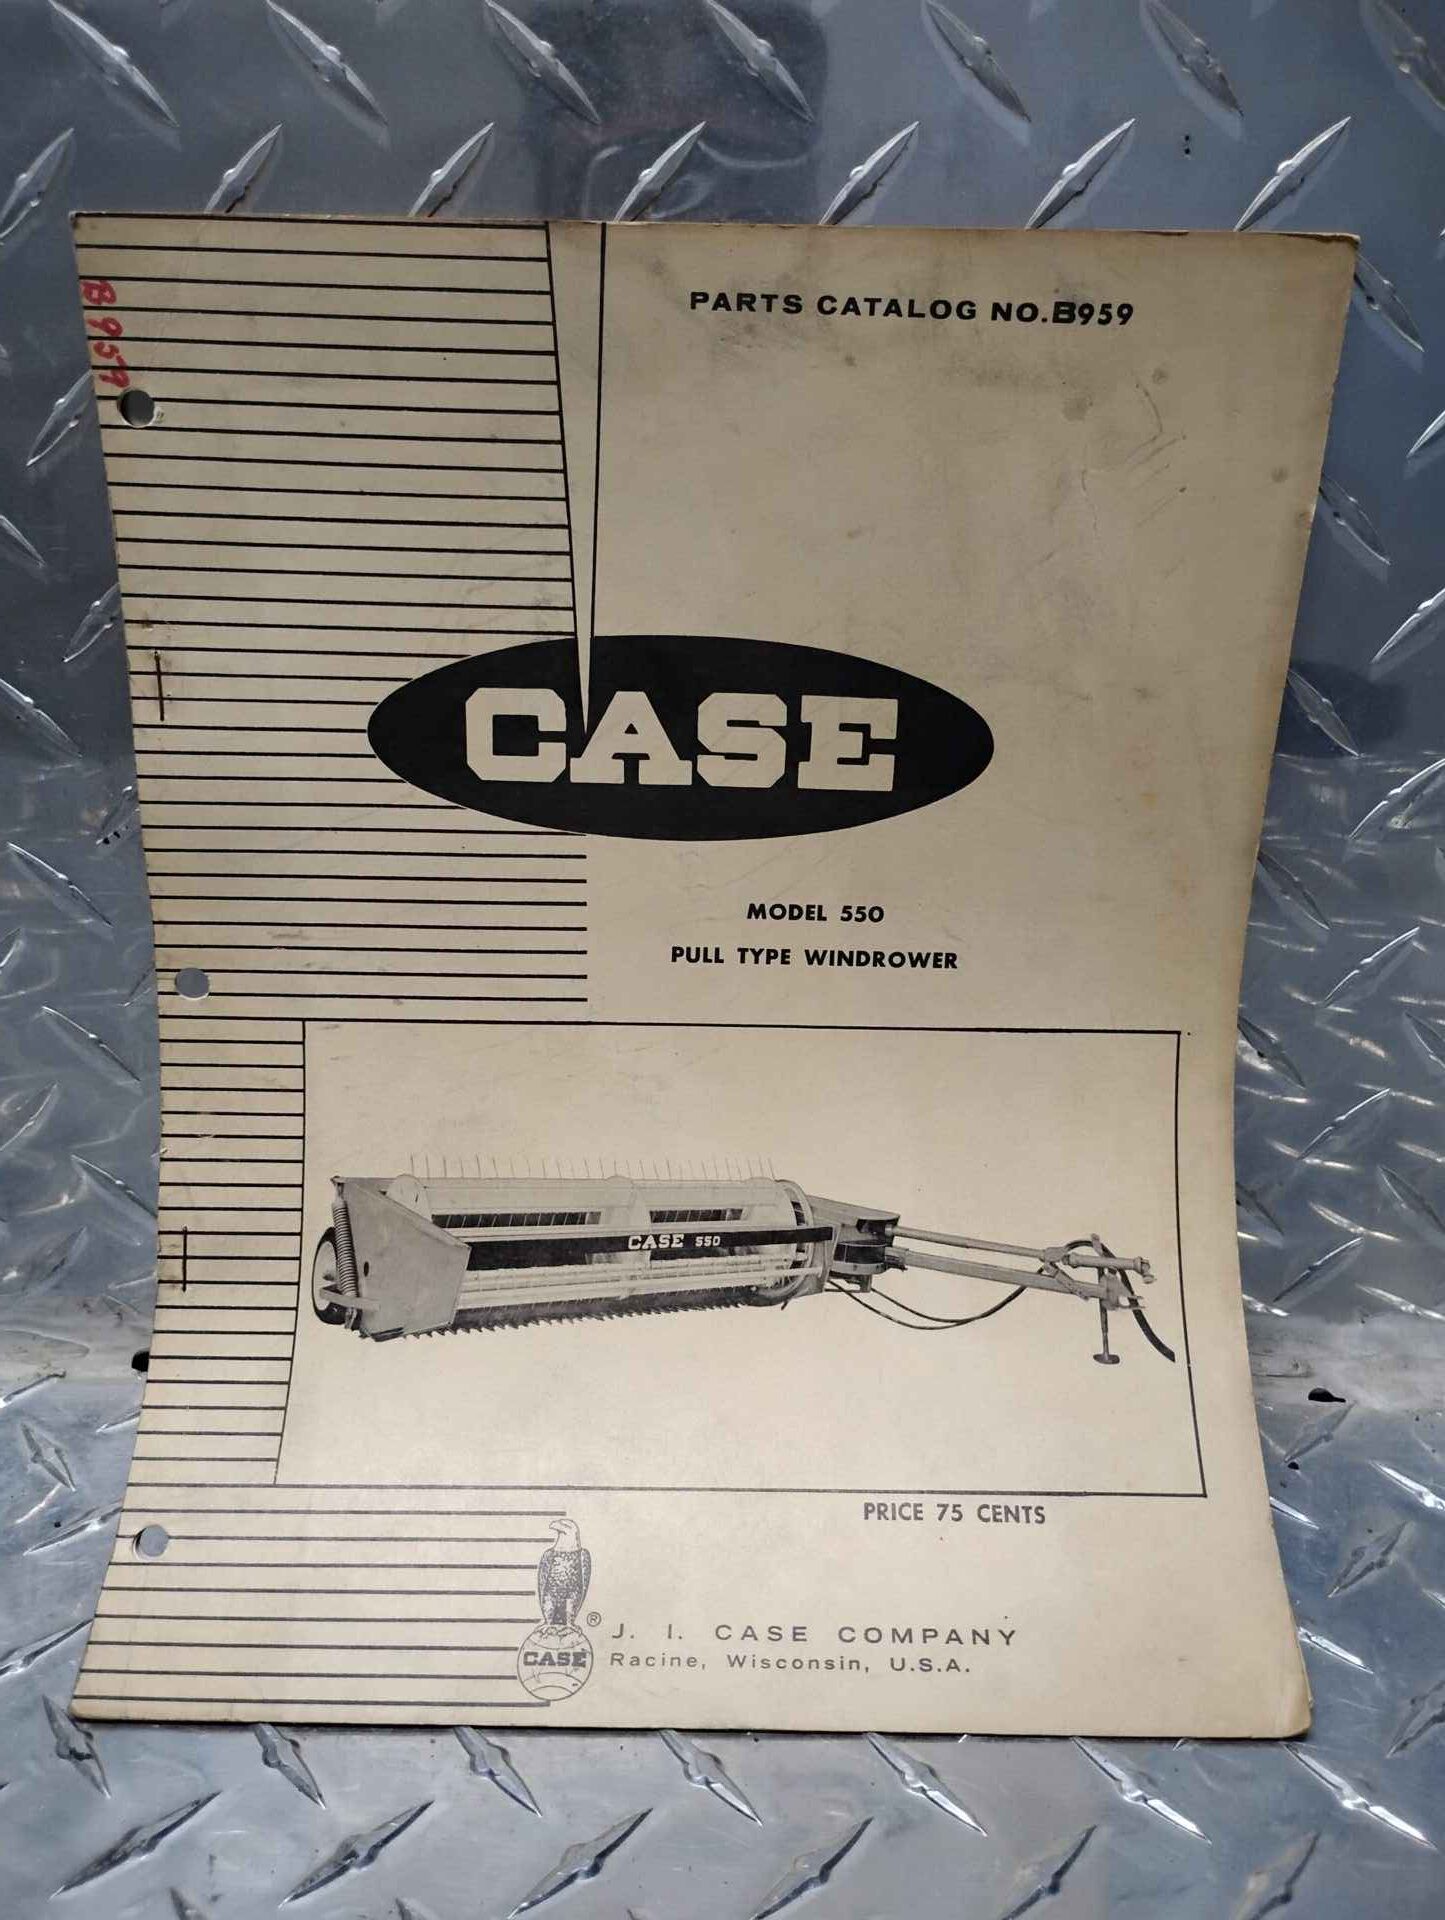 PARTS CATALOG NO.B959
B959
CASE
MODEL 550
PULL TYPE WINDROWER
CASE 550
PRICE 75 CENTS
®
CASE
J. I. CASE COMPANY
Racine, Wisconsin, U.S.A.